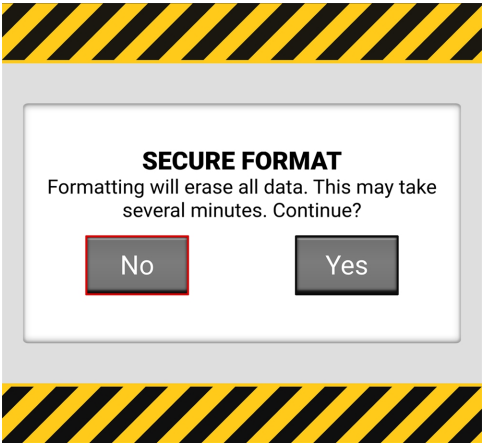 SECURE FORMAT
Formatting will erase all data. This may take
several minutes. Continue?
No
Yes